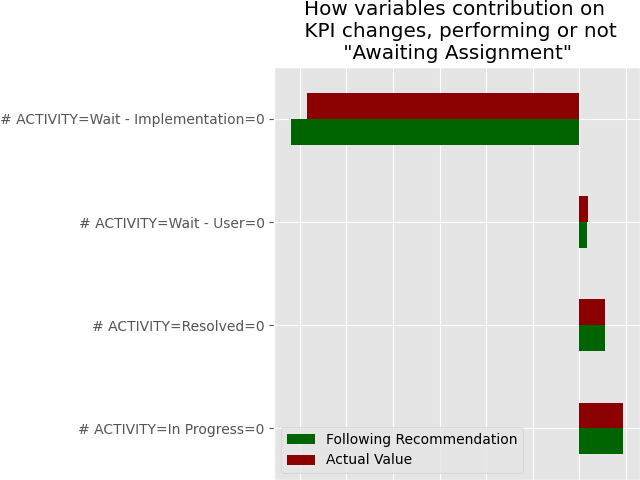 How variables contribution on
KPI changes, performing or not
"Awaiting Assignment"
# ACTIVITY=Wait - Implementation=0
# ACTIVITY=Wait - User=0
# ACTIVITY=Resolved=0
# ACTIVITY=In Progress=0
Following Recommendation
Actual Value